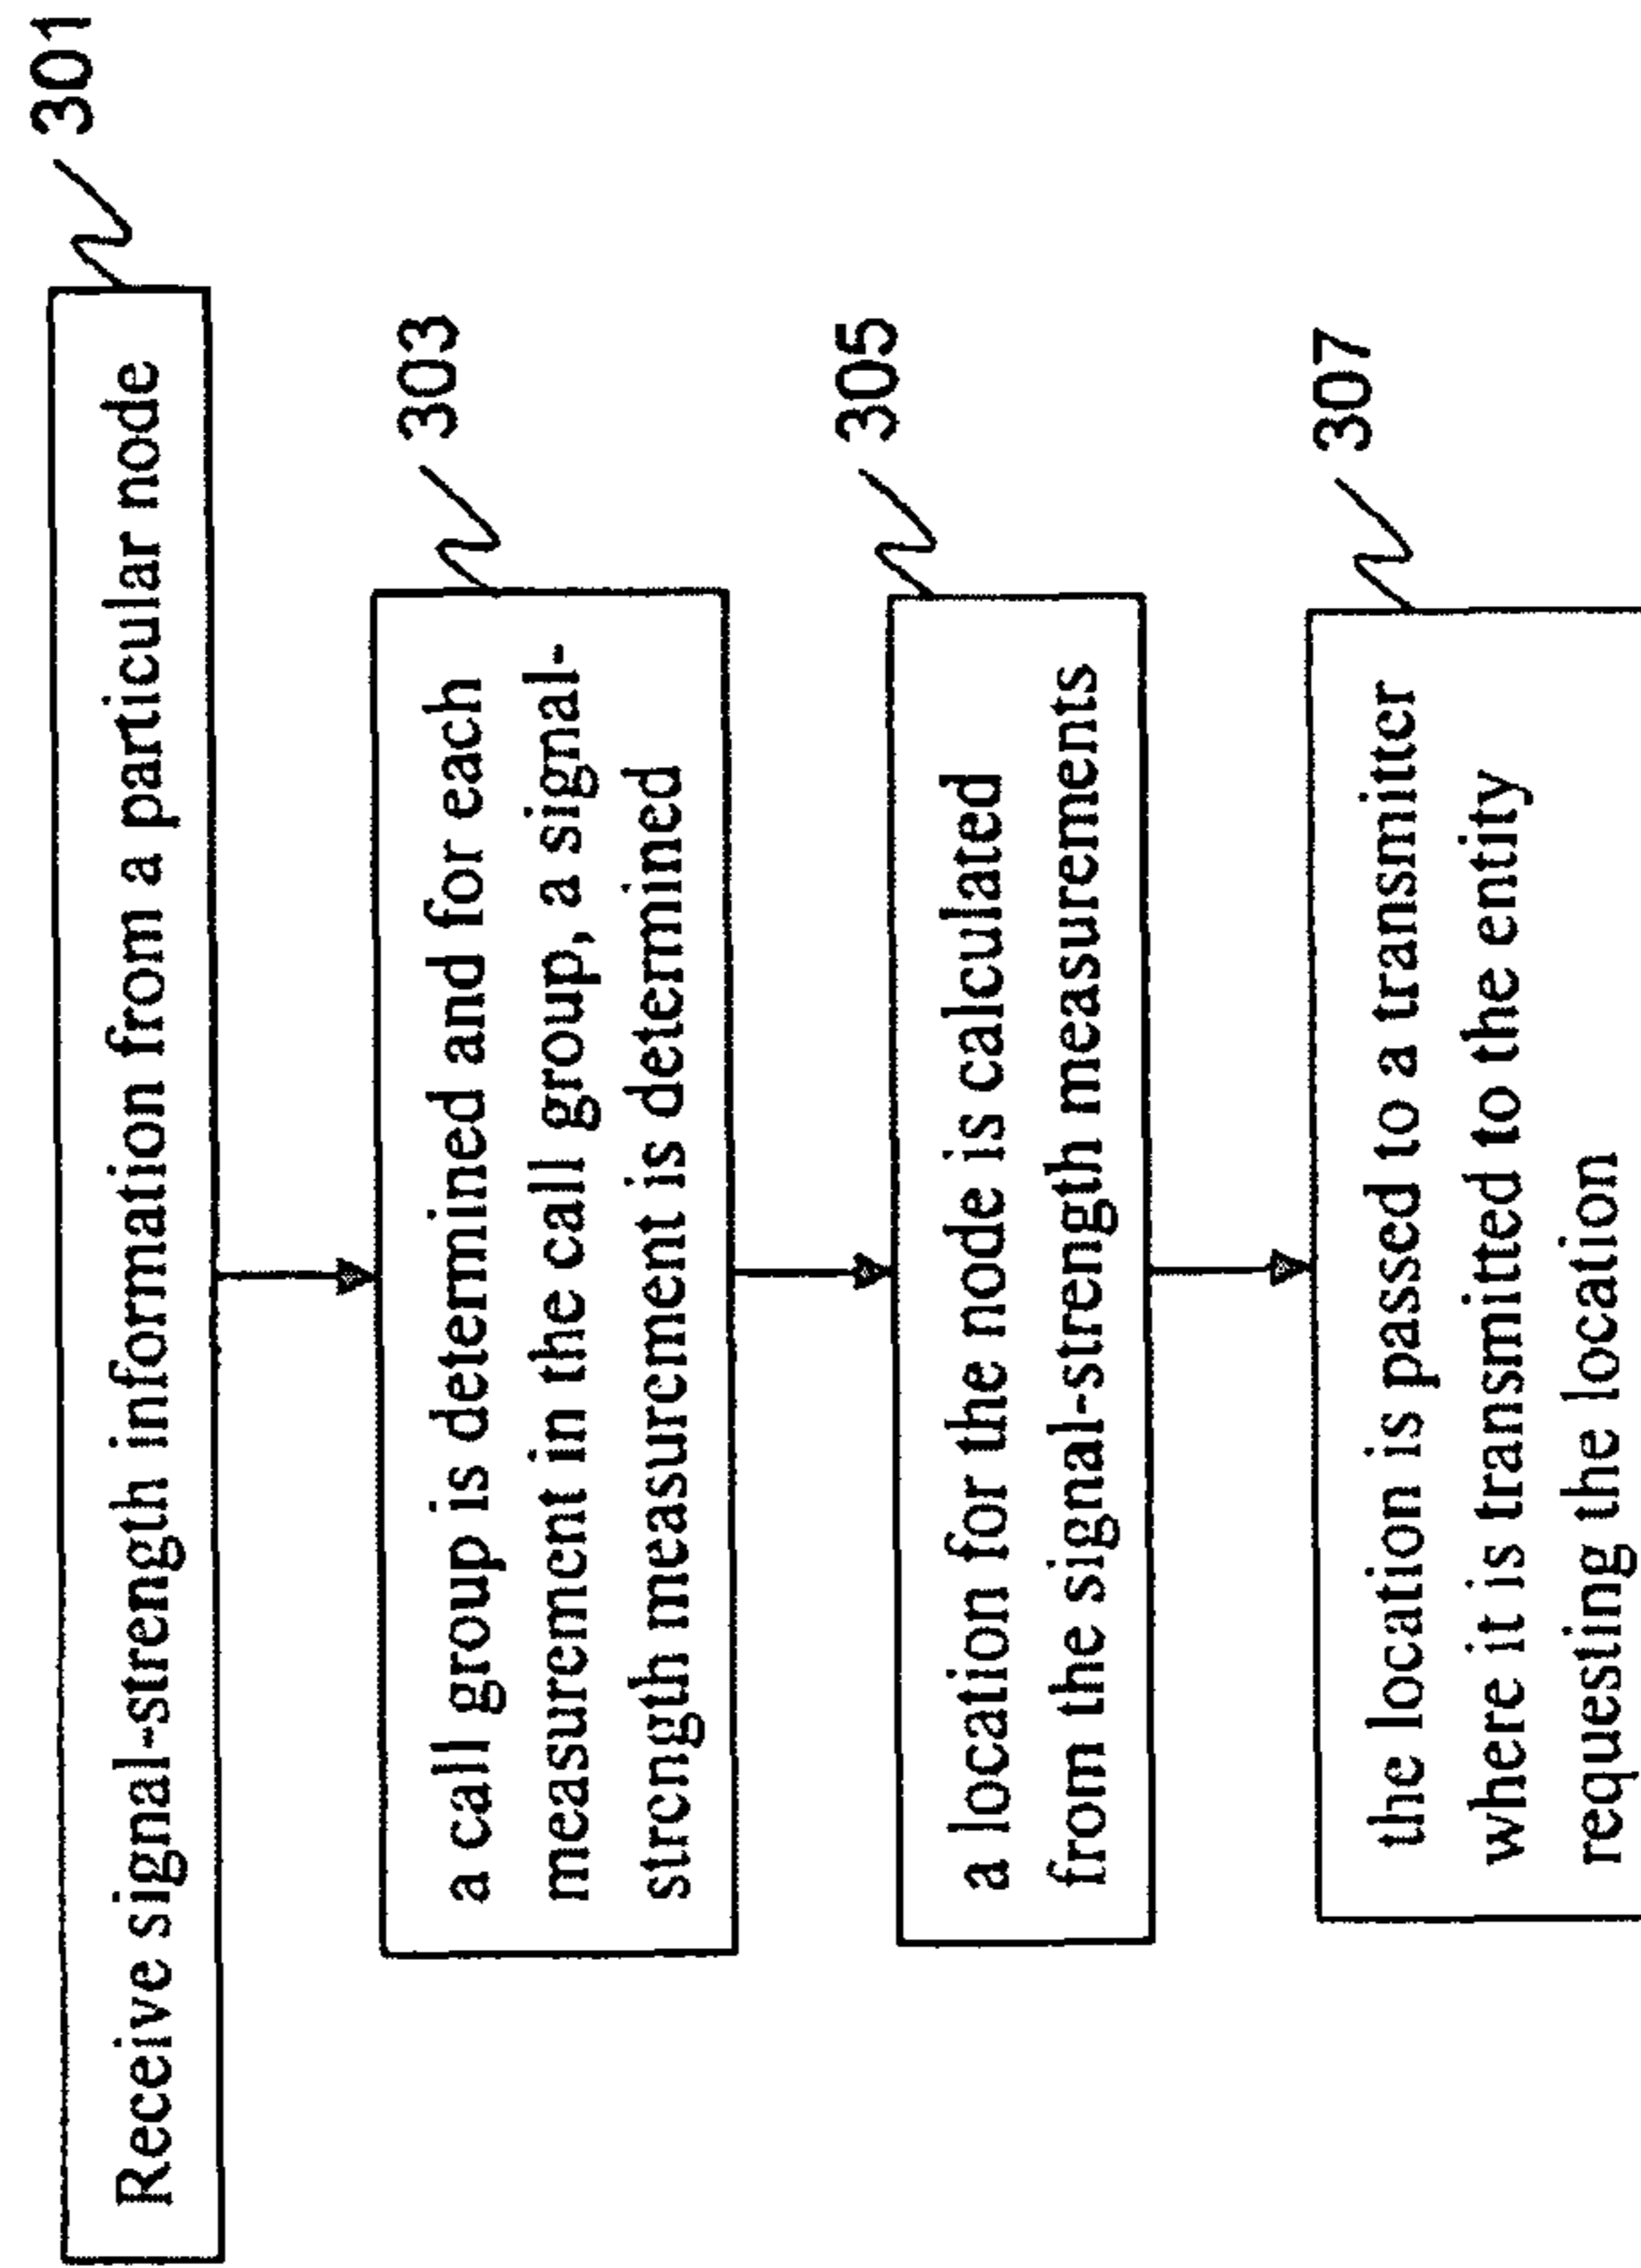 Receive signal-strength information from a particular node
301
a call group is determined and for each
measurement in the call group, a signal-
strength measurement is determined
303
a location for the node is calculated
from the signal-strength measurements
305
the location is passed to a transmitter
where it is transmitted to the entity
requesting the location
307